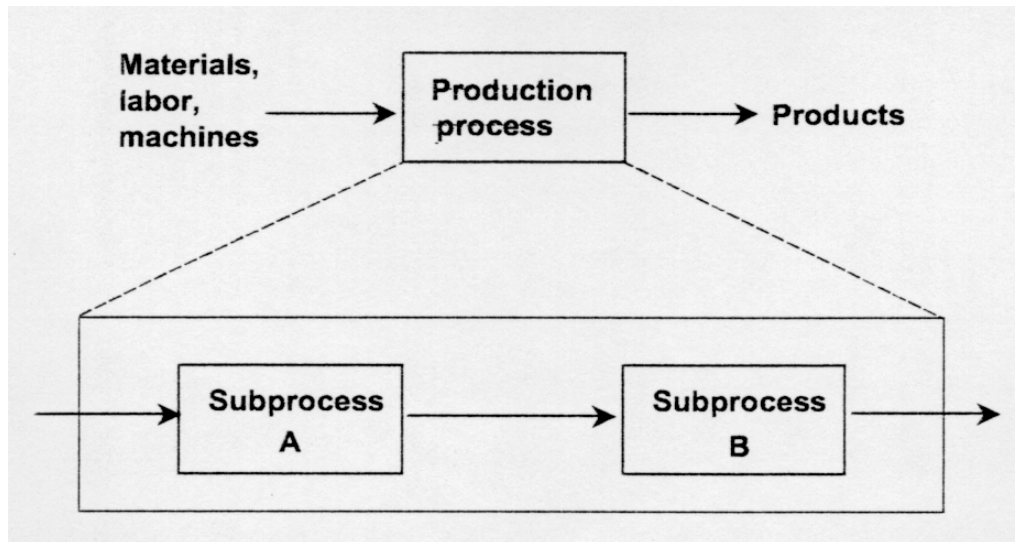 Materials,
labor,
machines
Production
process
Products
Subprocess
A
Subprocess
B